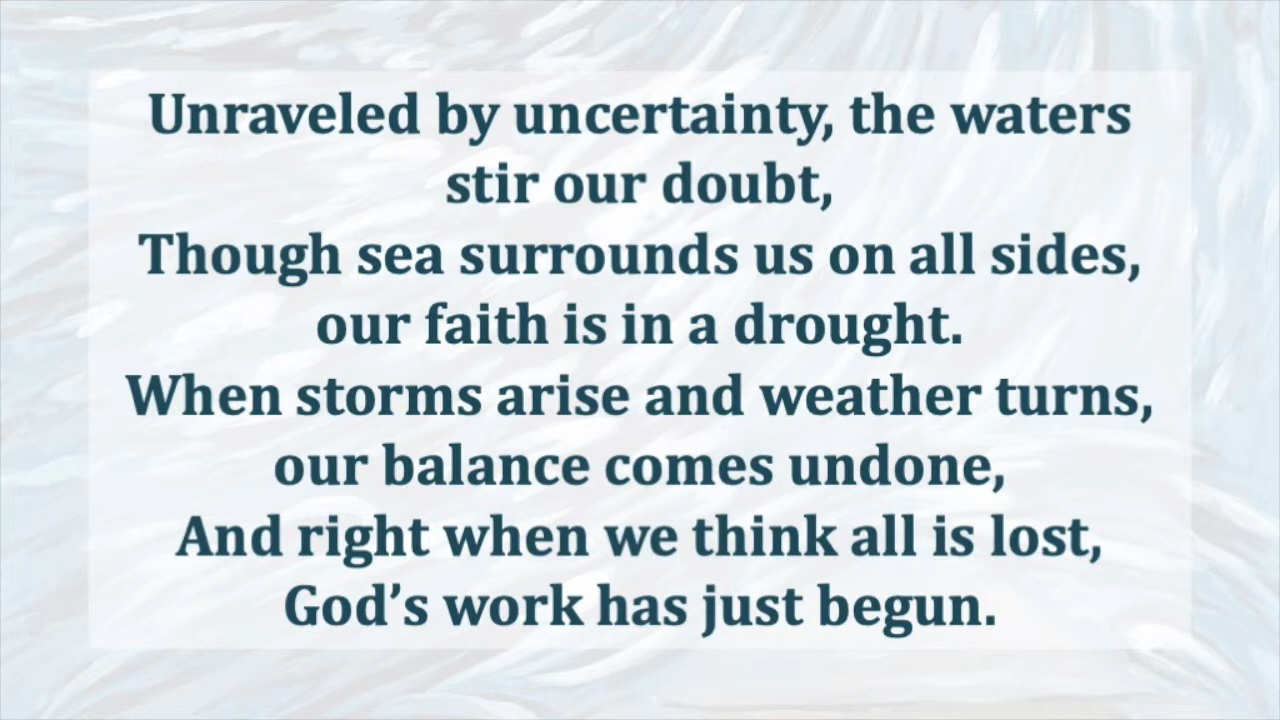 Unraveled by uncertainty, the waters
stir our doubt,
Though sea surrounds us on all sides,
our faith is in a drought.
When storms arise and weather turns,
our balance comes undone,
And right when we think all is lost,
God’s work has just begun.